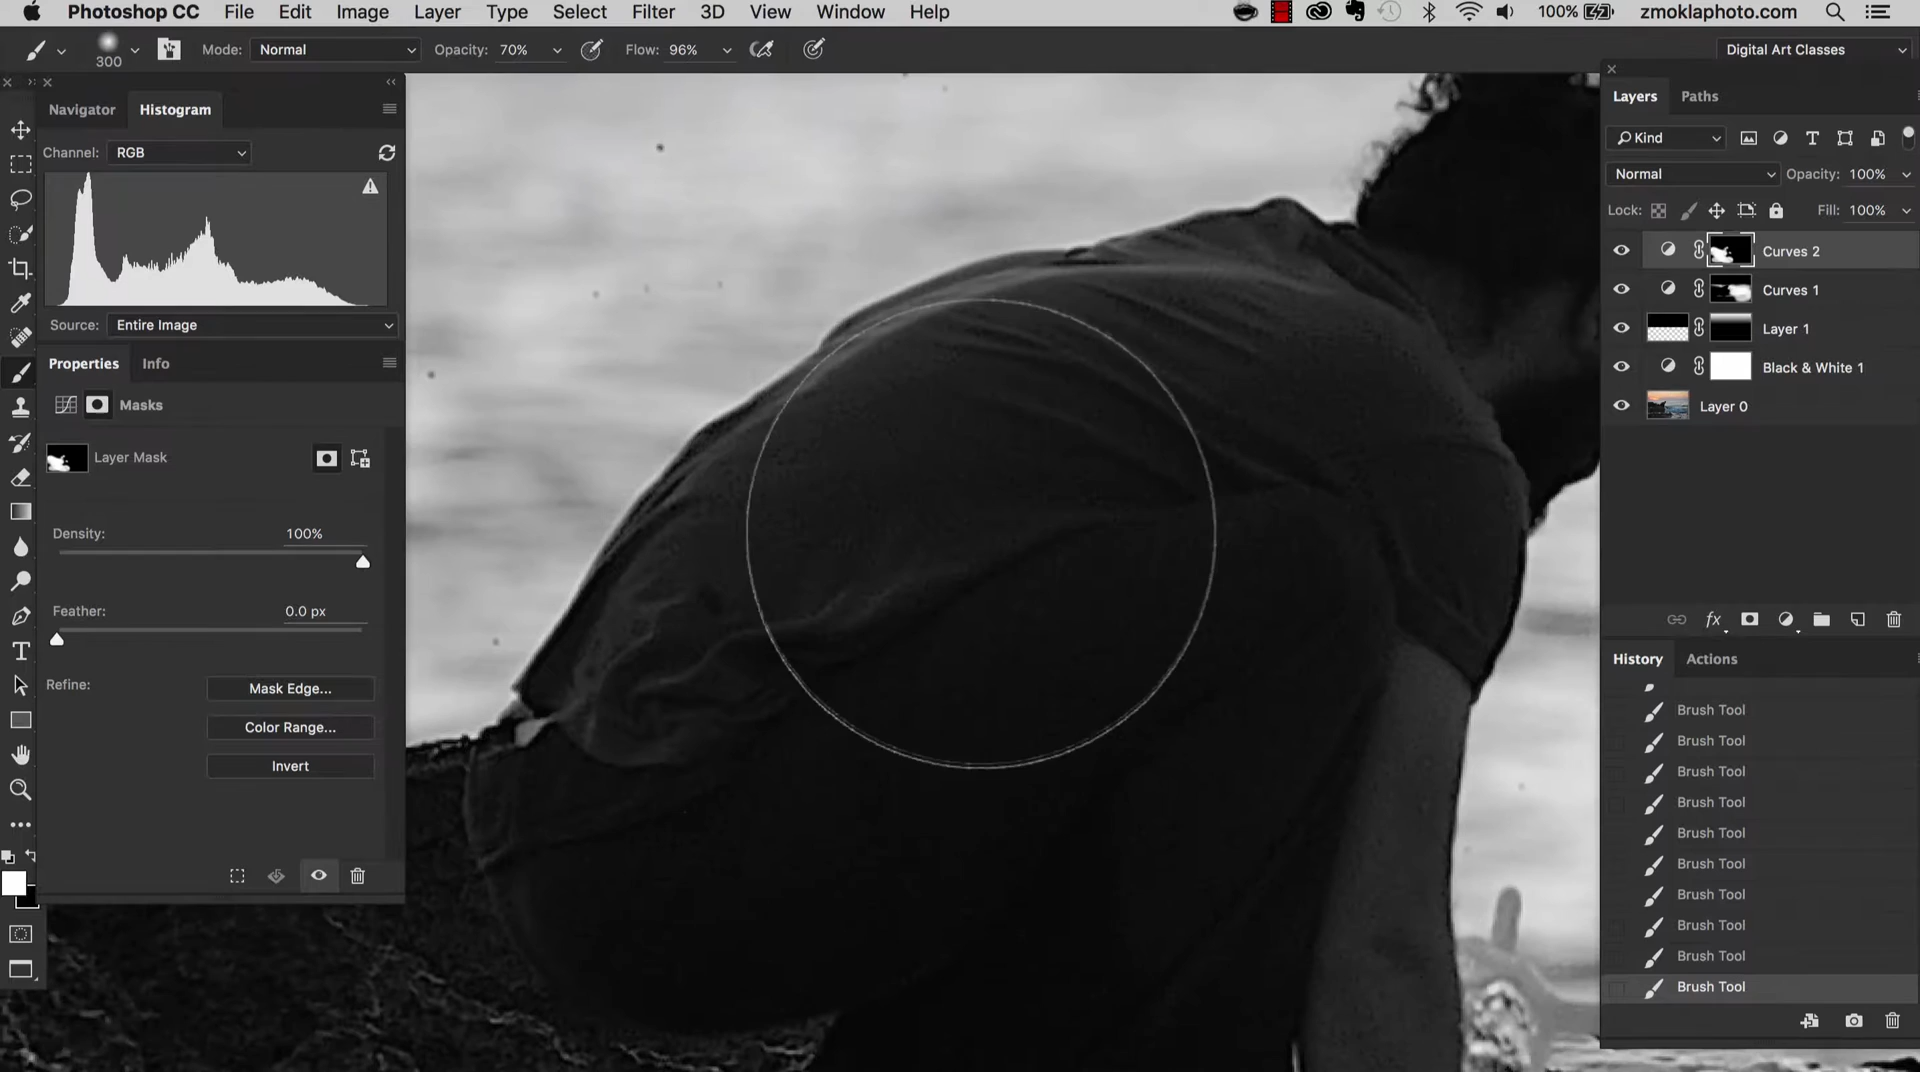 Photoshop CC File Edit Image Layer Type Select Filter 3D View Window Help 100% zmoklaphoto.com
300 Mode: Normal Opacity: 70% Flow: 96% Digital Art Classes
Navigator Histogram
Channel: RGB
Source: Entire Image
Properties Info
Masks
Layer Mask
Density: 100%
Feather: 0.0 px
Refine: Mask Edge...
Color Range...
Invert
Layers Paths
Kind
Normal Opacity: 100%
Lock: Fill: 100%
Curves 2
Curves 1
Layer 1
Black & White 1
Layer 0
fx
History Actions
Brush Tool
Brush Tool
Brush Tool
Brush Tool
Brush Tool
Brush Tool
Brush Tool
Brush Tool
Brush Tool
Brush Tool